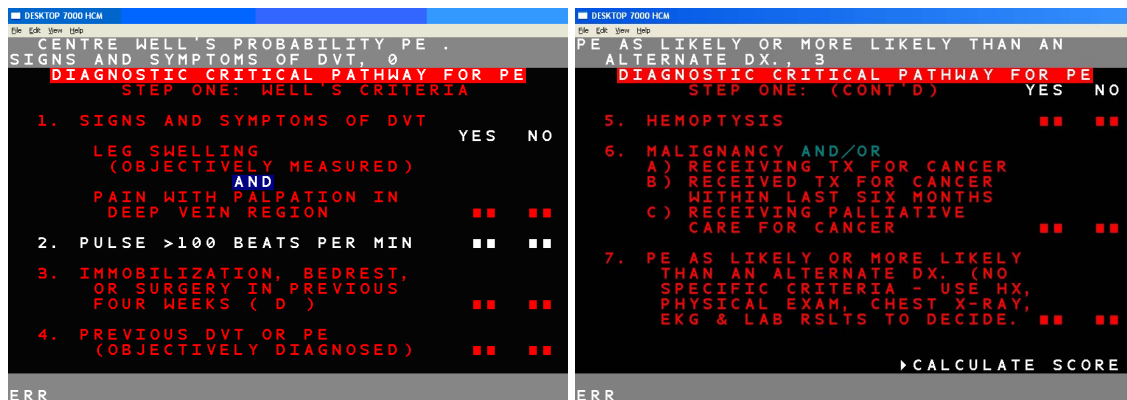 DESKTOP 7000 HCM
File Edit View Help
CENTRE WELL'S PROBABILITY PE .
SIGNS AND SYMPTOMS OF DVT, 0
DIAGNOSTIC CRITICAL PATHWAY FOR PE
STEP ONE: WELL'S CRITERIA
1. SIGNS AND SYMPTOMS OF DVT
YES NO
LEG SWELLING
(OBJECTIVELY MEASURED)
AND
PAIN WITH PALPATION IN
DEEP VEIN REGION
2. PULSE >100 BEATS PER MIN
3. IMMOBILIZATION, BEDREST,
OR SURGERY IN PREVIOUS
FOUR WEEKS ( D )
4. PREVIOUS DVT OR PE
(OBJECTIVELY DIAGNOSED)
ERR
DESKTOP 7000 HCM
File Edit View Help
PE AS LIKELY OR MORE LIKELY THAN AN
ALTERNATE DX., 3
DIAGNOSTIC CRITICAL PATHWAY FOR PE
STEP ONE: (CONT'D) YES NO
5. HEMOPTYSIS
6. MALIGNANCY AND/OR
A) RECEIVING TX FOR CANCER
B) RECEIVED TX FOR CANCER
WITHIN LAST SIX MONTHS
C) RECEIVING PALLIATIVE
CARE FOR CANCER
7. PE AS LIKELY OR MORE LIKELY
THAN AN ALTERNATE DX. (NO
SPECIFIC CRITERIA - USE HX,
PHYSICAL EXAM, CHEST X-RAY,
EKG & LAB RSLTS TO DECIDE.
CALCULATE SCORE
ERR